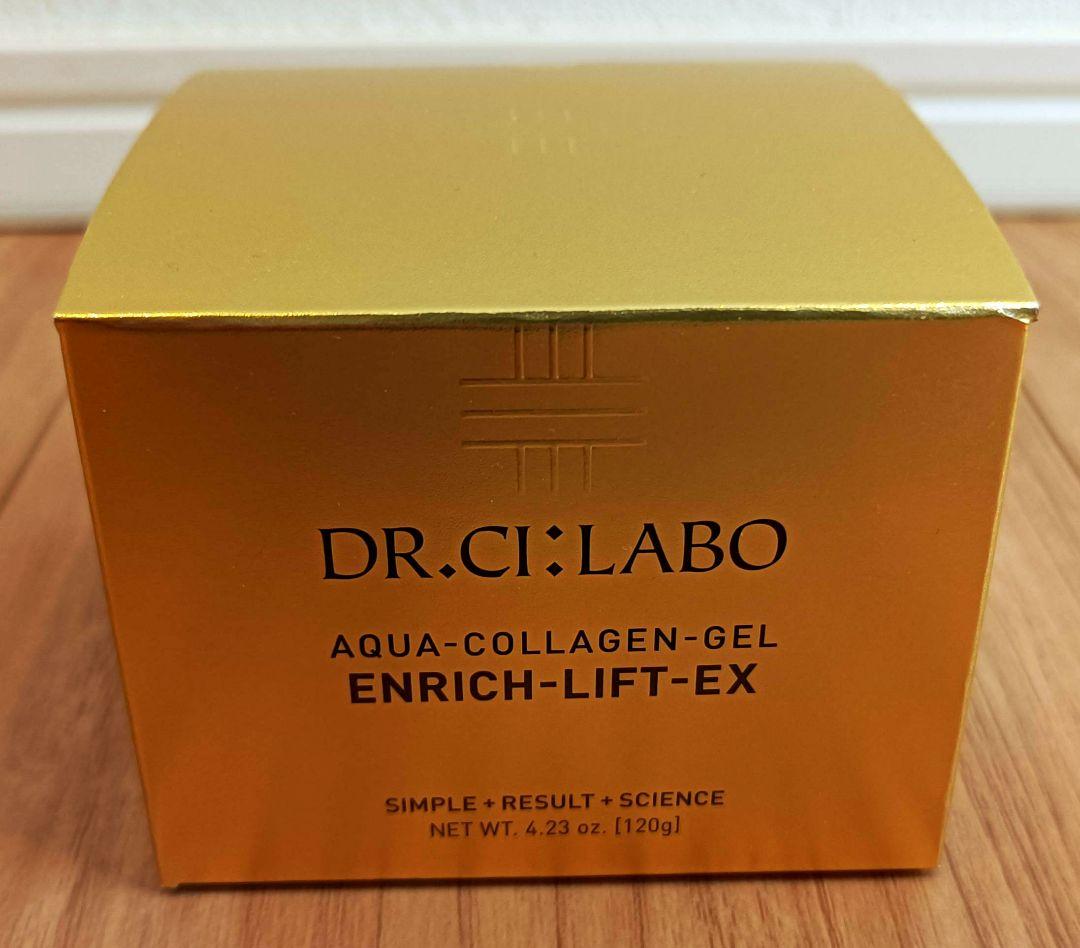 DR.CI:LABO
AQUA-COLLAGEN-GEL
ENRICH-LIFT-EX
SIMPLE + RESULT + SCIENCE
NET WT. 4.23 oz. [120g]